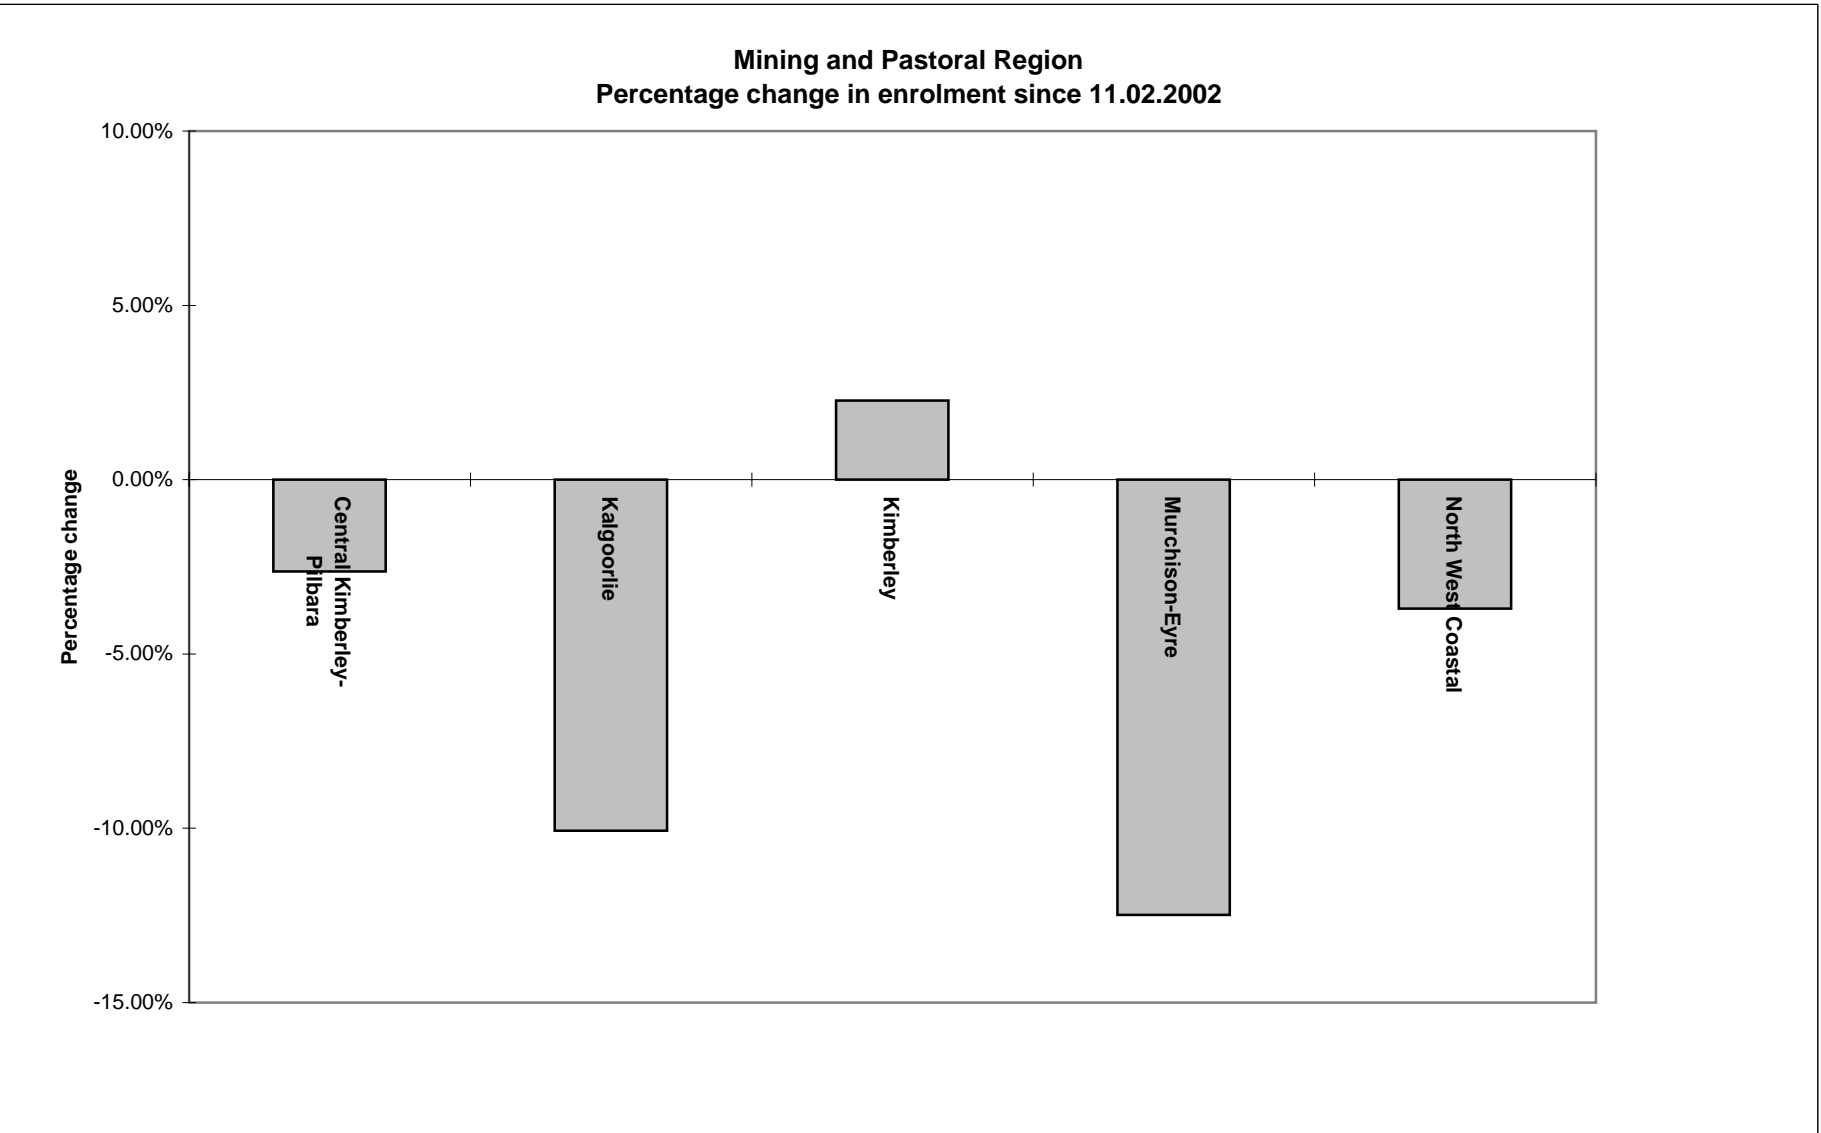 Mining and Pastoral Region
Percentage change in enrolment since 11.02.2002
10.00%
5.00%
0.00%
-5.00%
-10.00%
-15.00%
Percentage change
Central Kimberley-
Pilbara
Kalgoorlie
Kimberley
Murchison-Eyre
North West Coastal